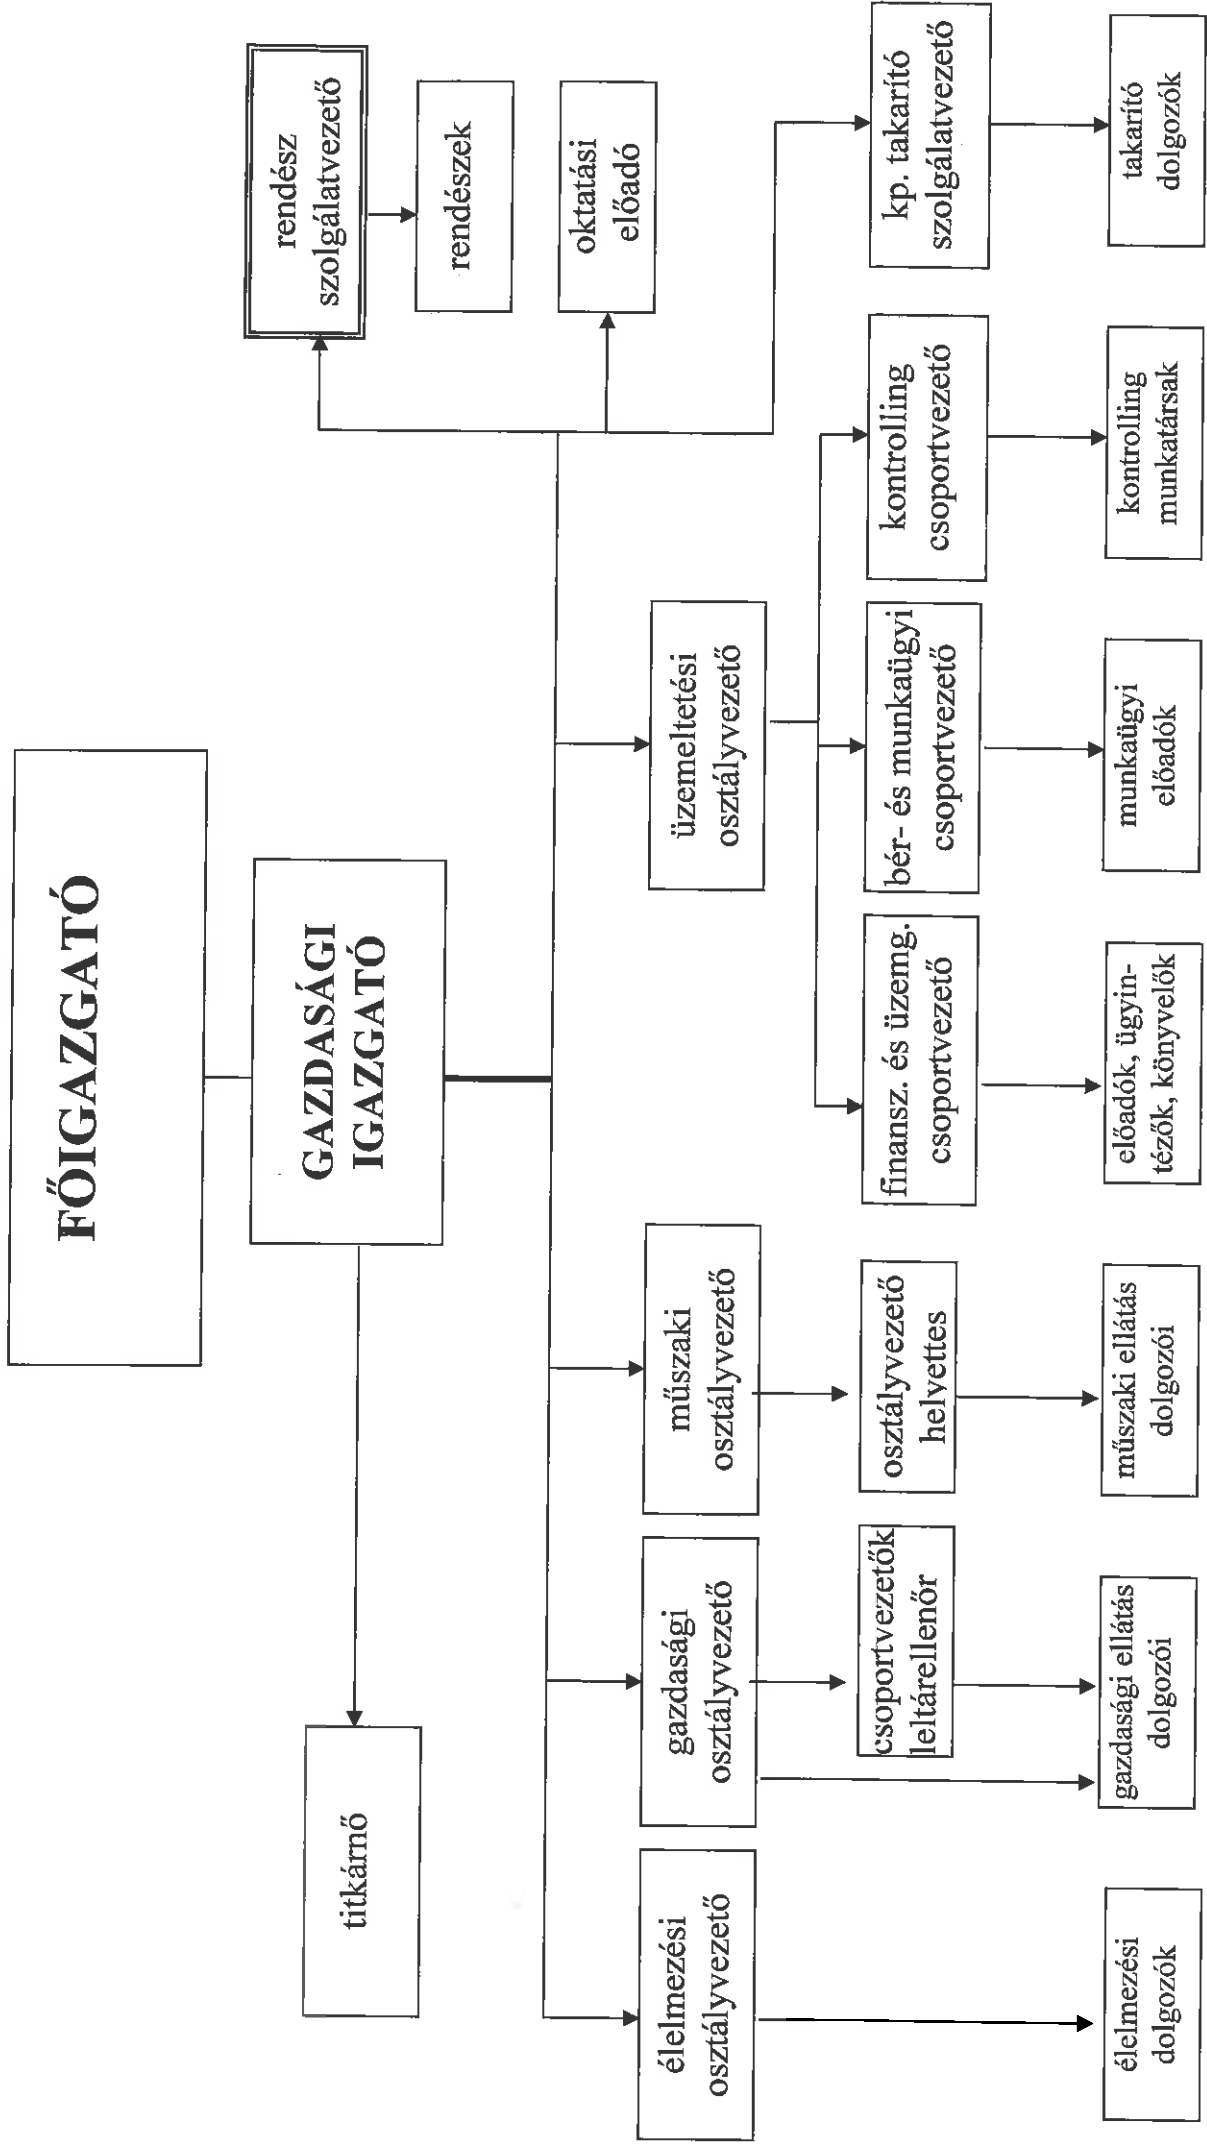 FŐIGAZGATÓ
GAZDASÁGI
IGAZGATÓ
titkárnő
rendész
szolgálatvezető
rendészek
oktatási
előadó
élelmezési
osztályvezető
gazdasági
osztályvezető
műszaki
osztályvezető
üzemeltetési
osztályvezető
csoportvezetők
leltárellenőr
osztályvezető
helvettes
finansz. és üzemg.
csoportvezető
bér- és munkaügyi
csoportvezető
kontrolling
csoportvezető
kp. takarító
szolgálatvezető
élelmezési
dolgozók
gazdasági ellátás
dolgozói
műszaki ellátás
dolgozói
előadók, ügyin-
tézők, könyvelők
munkaügyi
előadók
kontrolling
munkatársak
takarító
dolgozók